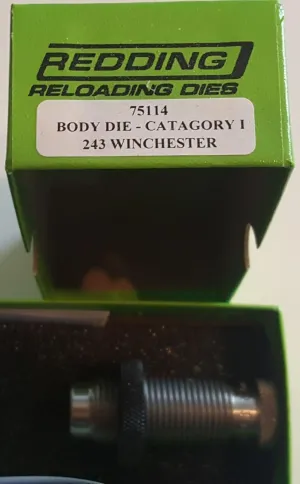 REDDING
RELOADING DIES
75114
BODY DIE - CATAGORY I
243 WINCHESTER